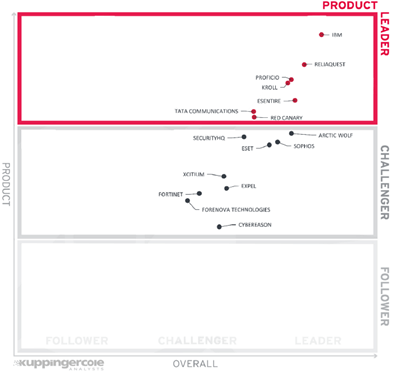 PRODUCT
LEADER
IBM
RELIAQUEST
PROFICIO
KROLL
ESENTIRE
TATA COMMUNICATIONS
RED CANARY
CHALLENGER
SECURITYHQ
ARCTIC WOLF
ESET
SOPHOS
XCITIUM
EXPEL
FORTINET
FORENOVA TECHNOLOGIES
CYBEREASON
PRODUCT
FOLLOWER
FOLLOWER CHALLENGER LEADER
kuppingercole
ANALYSTS
OVERALL